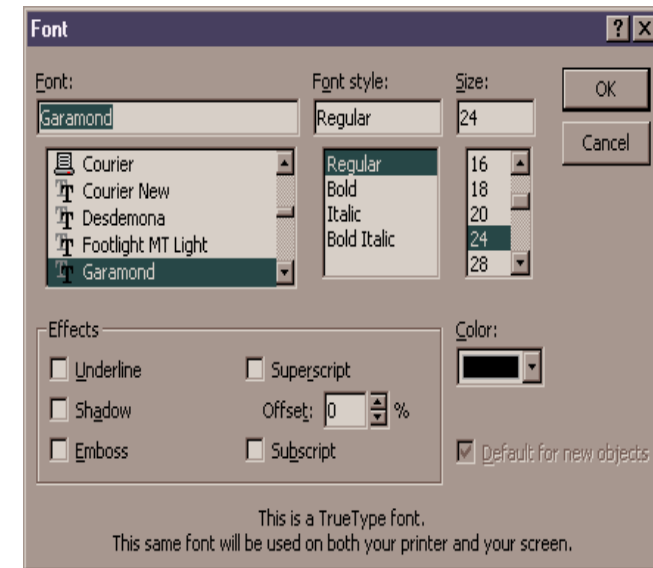 Font
Font: Font style: Size:
Garamond Regular 24
OK
Cancel
Courier
Courier New
Desdemona
Footlight MT Light
Garamond
Regular
Bold
Italic
Bold Italic
16
18
20
24
28
Effects
Underline
Shadow
Emboss
Superscript
Offset: 0 %
Subscript
Color:
Default for new objects
This is a TrueType font.
This same font will be used on both your printer and your screen.